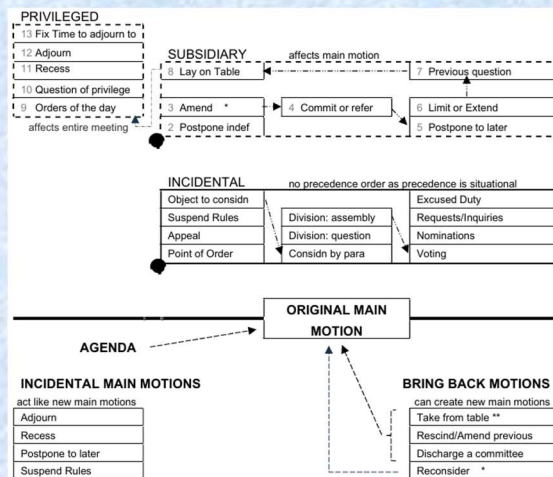 PRIVILEGED
13 Fix Time to adjourn to
12 Adjourn
11 Recess
10 Question of privilege
9 Orders of the day
affects entire meeting
SUBSIDIARY
affects main motion
8 Lay on Table
7 Previous question
3 Amend *
4 Commit or refer
6 Limit or Extend
2 Postpone indef
5 Postpone to later
INCIDENTAL
no precedence order as precedence is situational
Object to considn
Excused Duty
Suspend Rules
Division: assembly
Requests/Inquiries
Appeal
Division: question
Nominations
Point of Order
Considn by para
Voting
ORIGINAL MAIN
MOTION
AGENDA
INCIDENTAL MAIN MOTIONS
act like new main motions
Adjourn
Recess
Postpone to later
Suspend Rules
BRING BACK MOTIONS
can create new main motions
Take from table **
Rescind/Amend previous
Discharge a committee
Reconsider *